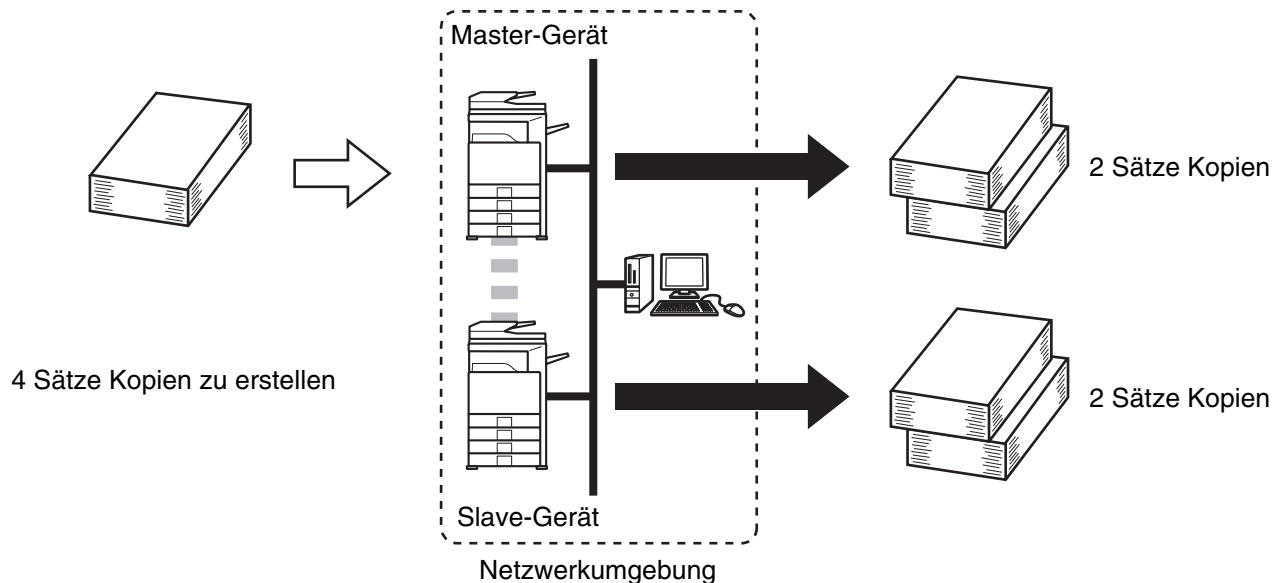 Master-Gerät
2 Sätze Kopien
4 Sätze Kopien zu erstellen
2 Sätze Kopien
Slave-Gerät
Netzwerkumgebung